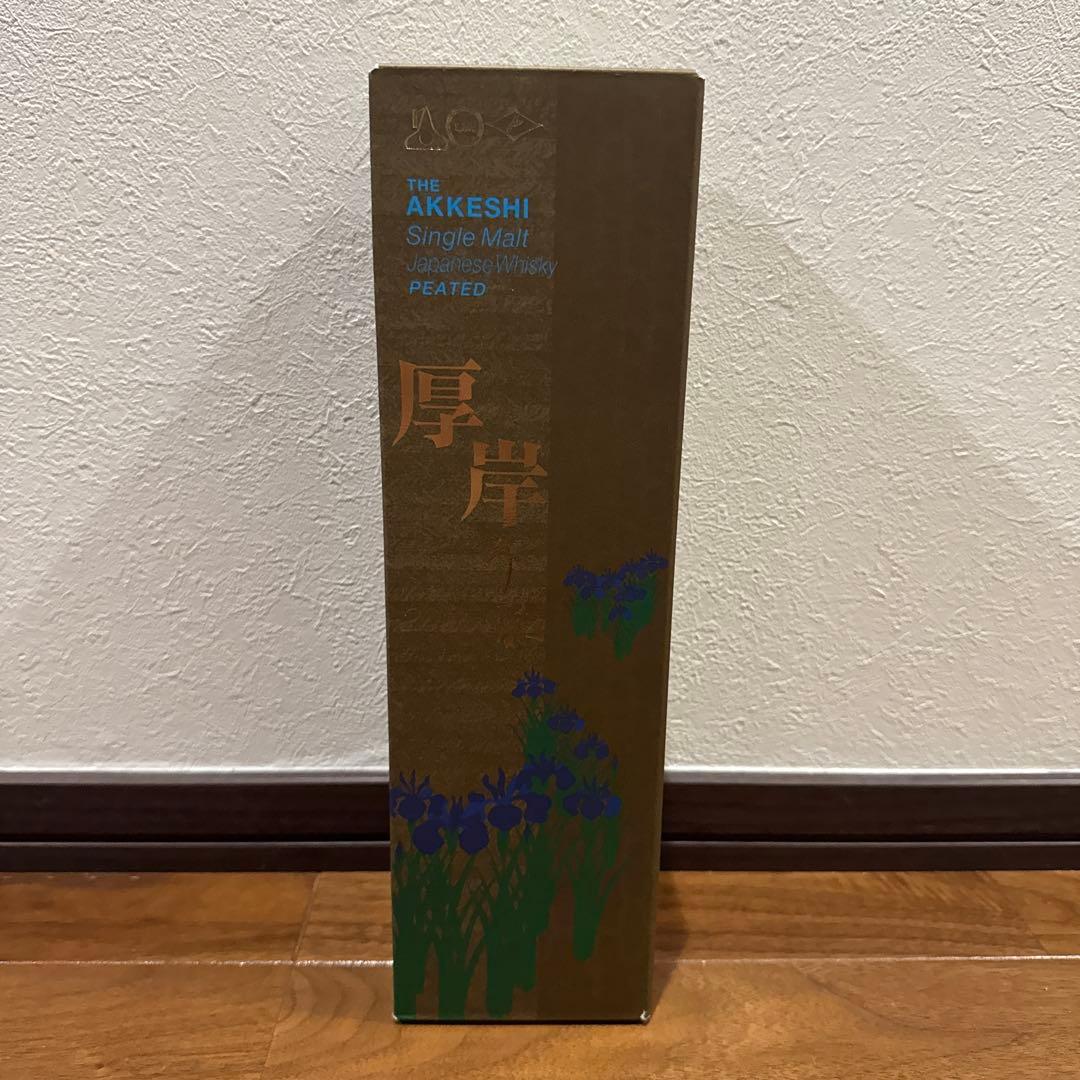 THE
AKKESHI
Single Malt
Japanese Whisky
PEATED
厚岸